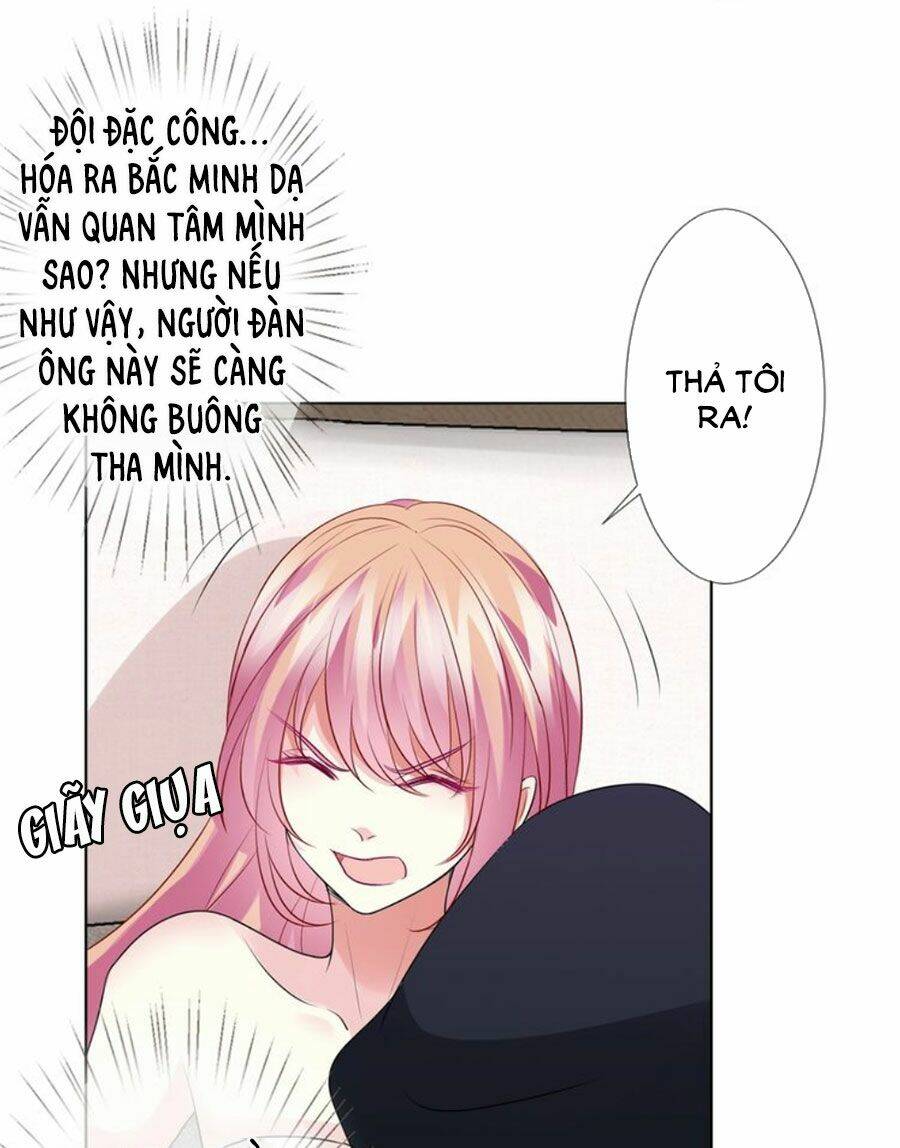 ĐỘI ĐẶC CÔNG...
HÓA RA BẮC MINH DẠ
VẪN QUAN TÂM MÌNH
SAO? NHƯNG NẾU
NHƯ VẬY, NGƯỜI ĐÀN
ÔNG NÀY SẼ CÀNG
KHÔNG BUÔNG
THA MÌNH.
THẢ TÔI
RA!
GIÃY GIỤA